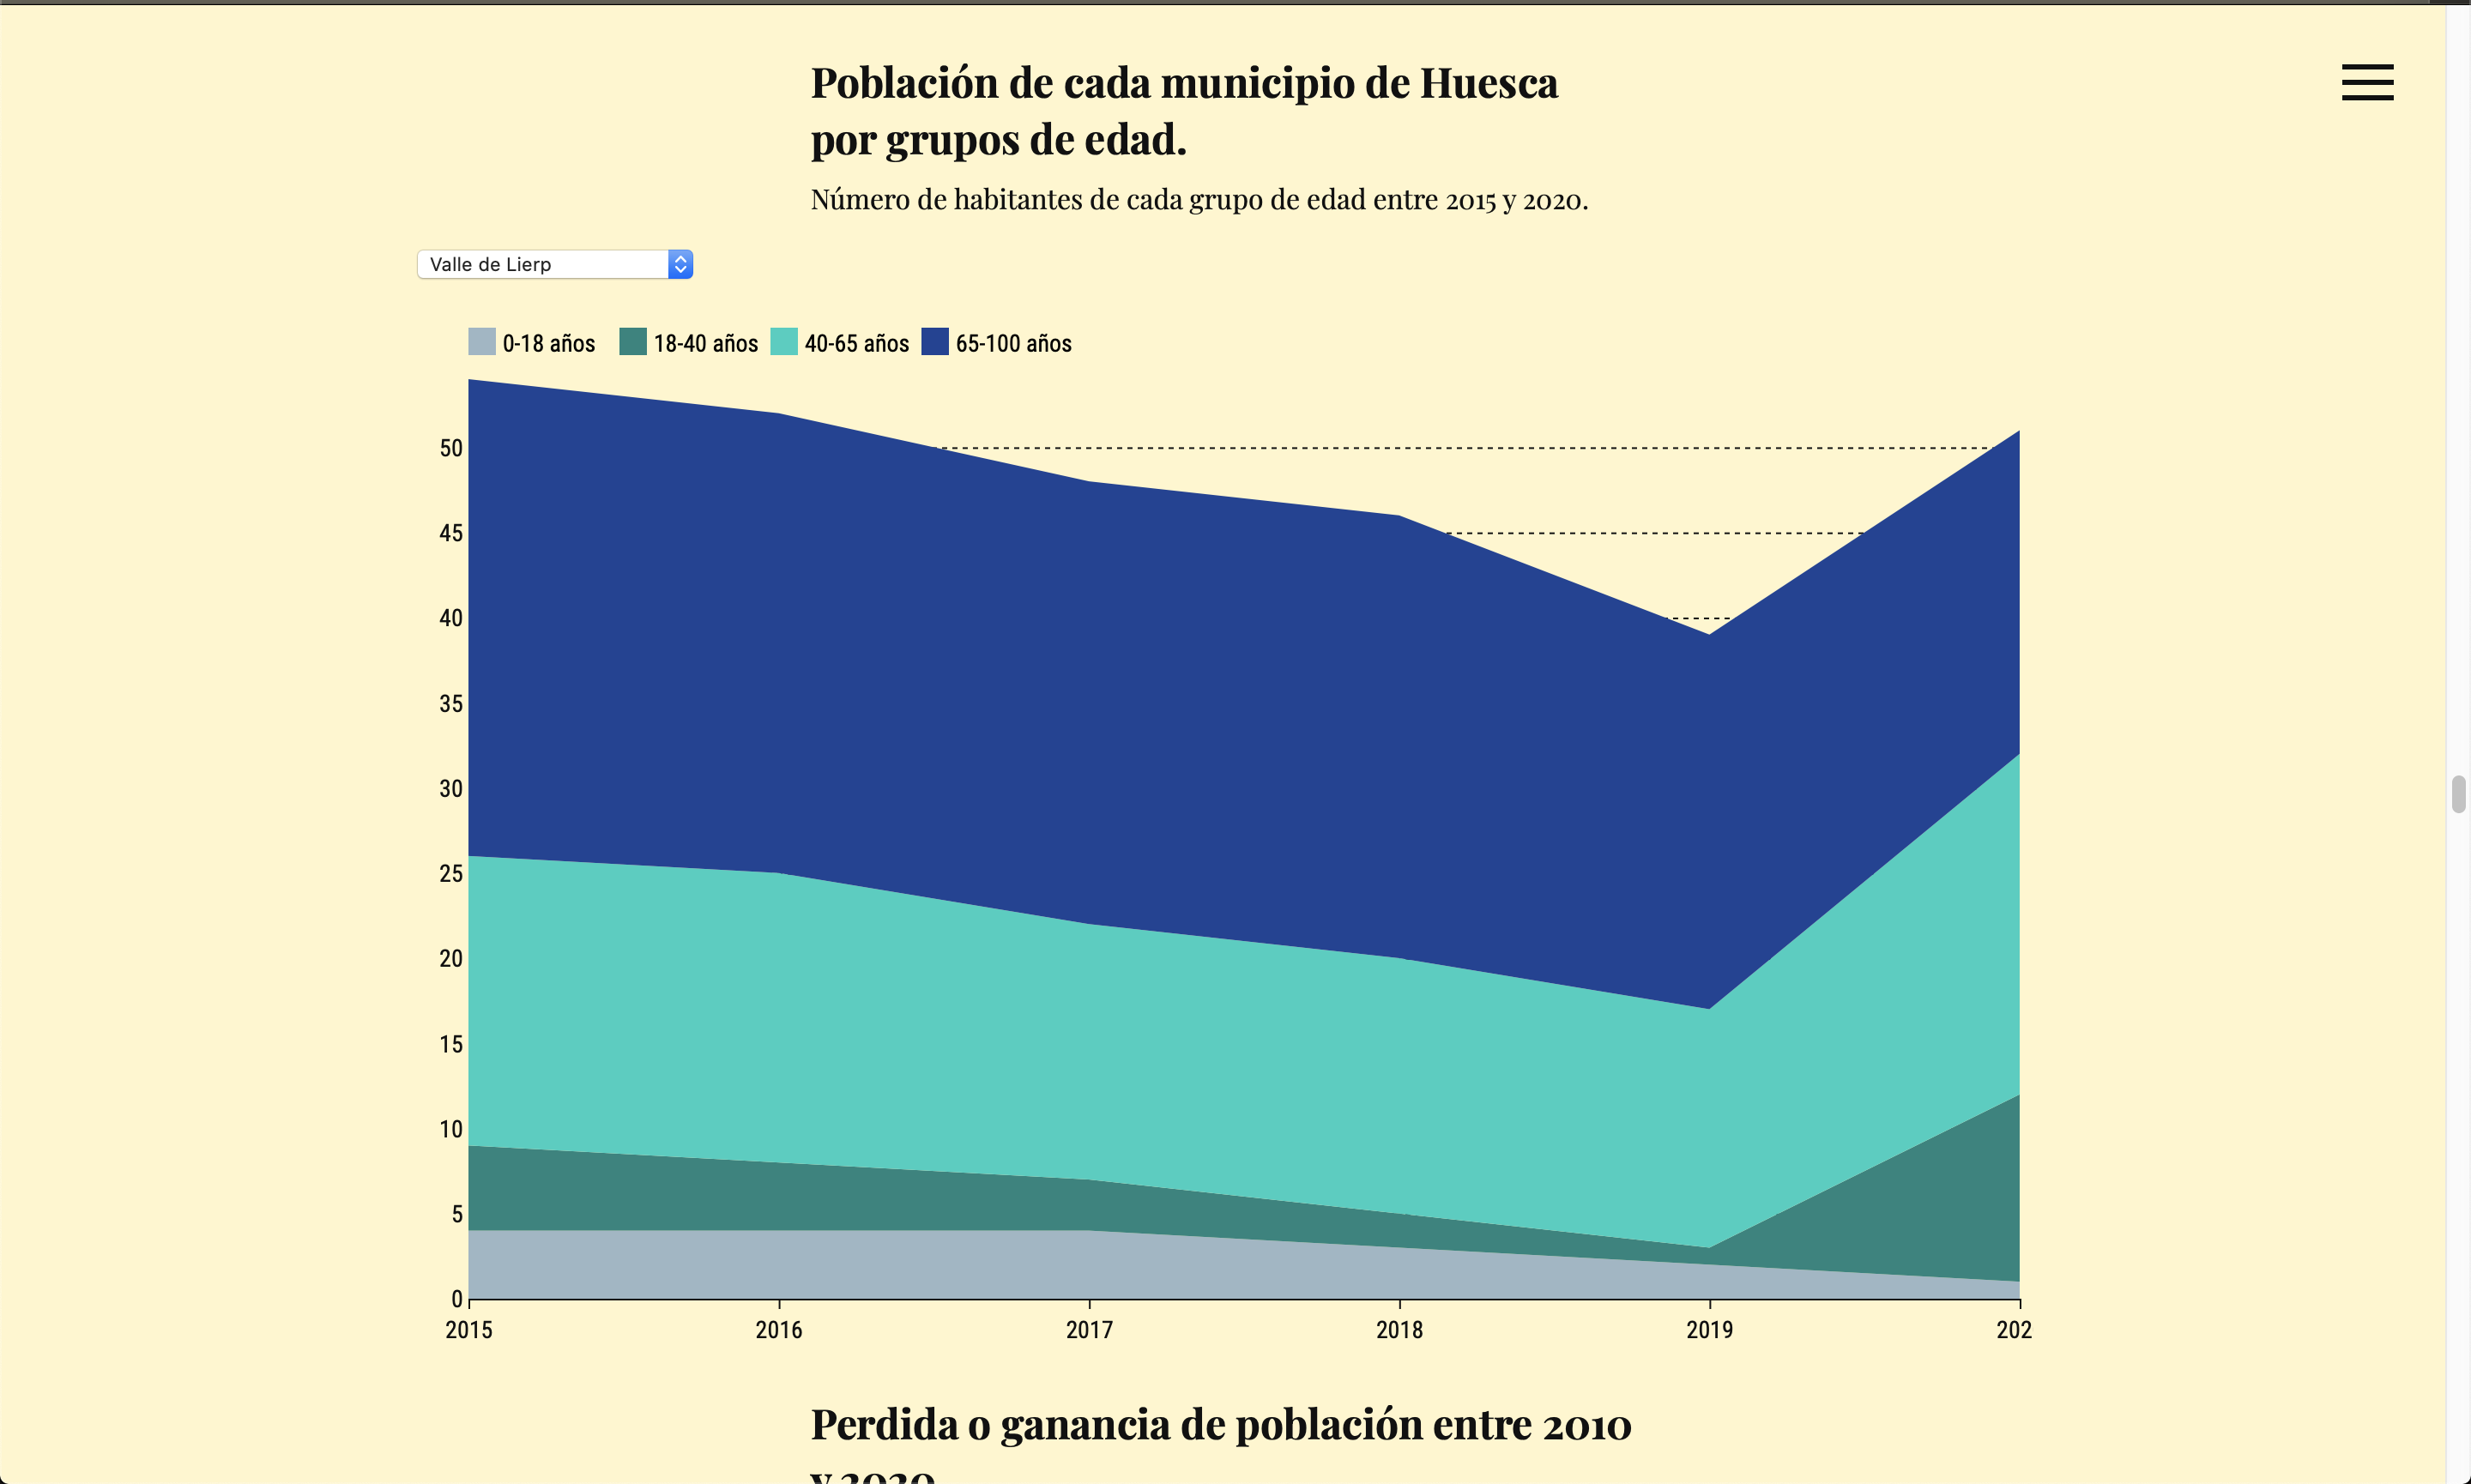 Población de cada municipio de Huesca
por grupos de edad.
Número de habitantes de cada grupo de edad entre 2015 y 2020.
Valle de Lierp
0-18 años 18-40 años 40-65 años 65-100 años
50
45
40
35
30
25
20
15
10
5
0
2015 2016 2017 2018 2019 202
Perdida o ganancia de población entre 2010
y 2020